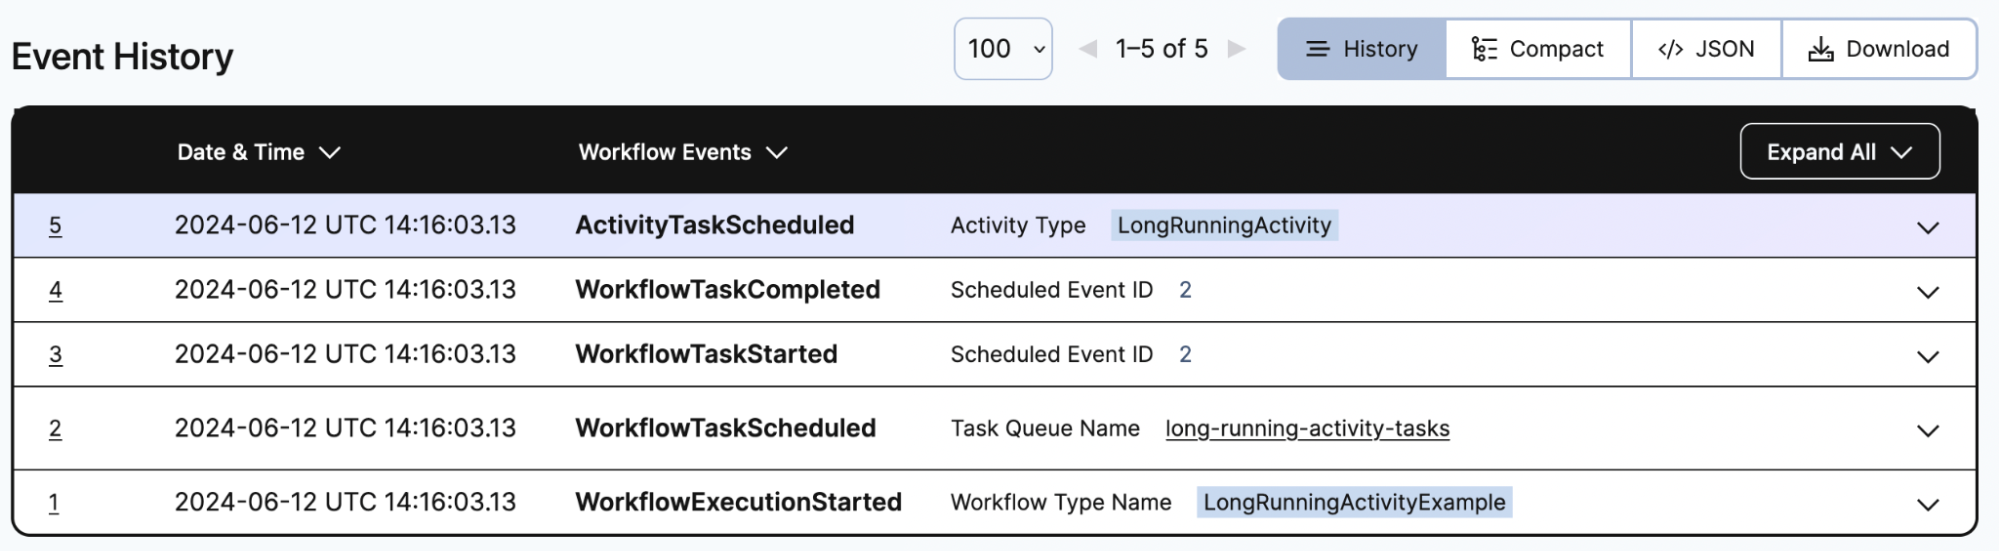 Event History
100
1–5 of 5
History
Compact
</> JSON
Download
Date & Time
Workflow Events
Expand All
5 2024-06-12 UTC 14:16:03.13 ActivityTaskScheduled Activity Type LongRunningActivity
4 2024-06-12 UTC 14:16:03.13 WorkflowTaskCompleted Scheduled Event ID 2
3 2024-06-12 UTC 14:16:03.13 WorkflowTaskStarted Scheduled Event ID 2
2 2024-06-12 UTC 14:16:03.13 WorkflowTaskScheduled Task Queue Name long-running-activity-tasks
1 2024-06-12 UTC 14:16:03.13 WorkflowExecutionStarted Workflow Type Name LongRunningActivityExample